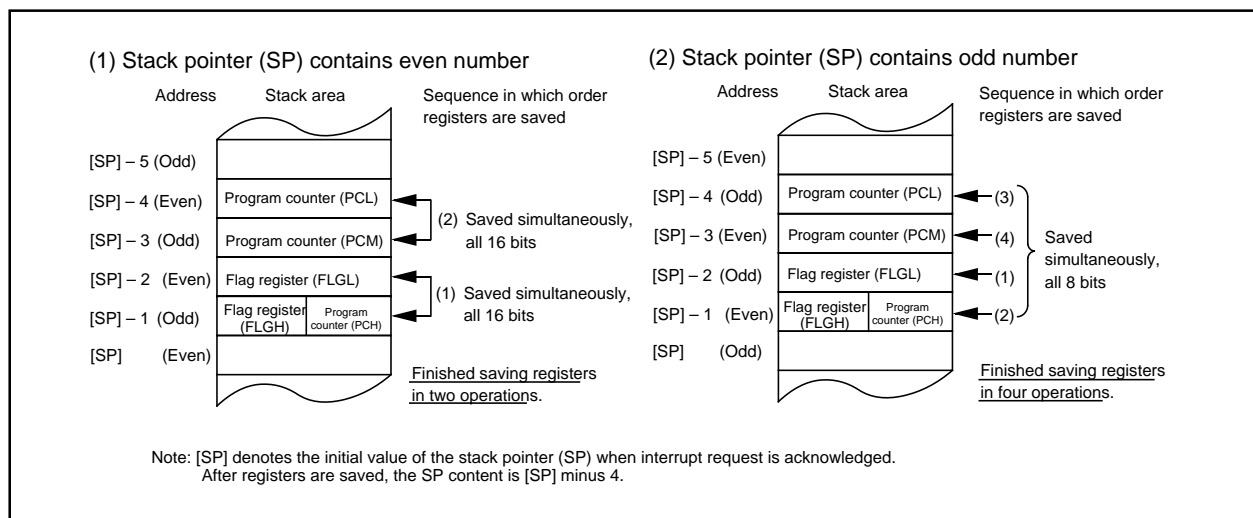 (1) Stack pointer (SP) contains even number
Address
Stack area
Sequence in which order
registers are saved
[SP] – 5 (Odd)
[SP] – 4 (Even)
Program counter (PCL)
[SP] – 3 (Odd)
Program counter (PCM)
(2) Saved simultaneously,
all 16 bits
[SP] – 2 (Even)
Flag register (FLGL)
[SP] – 1 (Odd)
Flag register
(FLGH)
Program
counter (PCH)
(1) Saved simultaneously,
all 16 bits
[SP] (Even)
Finished saving registers
in two operations.
(2) Stack pointer (SP) contains odd number
Address
Stack area
Sequence in which order
registers are saved
[SP] – 5 (Even)
[SP] – 4 (Odd)
Program counter (PCL)
(3)
[SP] – 3 (Even)
Program counter (PCM)
(4)
[SP] – 2 (Odd)
Flag register (FLGL)
(1)
[SP] – 1 (Even)
Flag register
(FLGH)
Program
counter (PCH)
(2)
Saved
simultaneously,
all 8 bits
[SP] (Odd)
Finished saving registers
in four operations.
Note: [SP] denotes the initial value of the stack pointer (SP) when interrupt request is acknowledged.
After registers are saved, the SP content is [SP] minus 4.